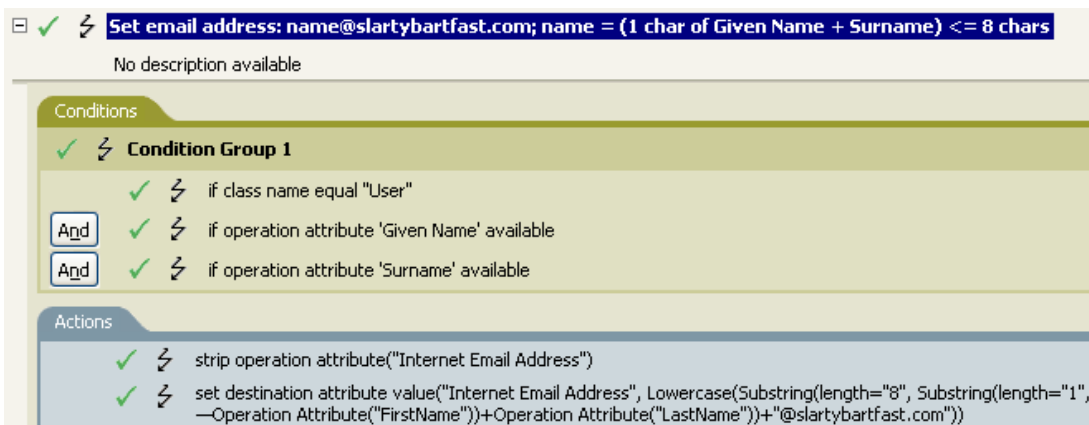 Set email address: name@slartybartfast.com; name = (1 char of Given Name + Surname) <= 8 chars
No description available
Conditions
Condition Group 1
if class name equal "User"
And if operation attribute 'Given Name' available
And if operation attribute 'Surname' available
Actions
strip operation attribute("Internet Email Address")
set destination attribute value("Internet Email Address", Lowercase(Substring(length="8", Substring(length="1",
—Operation Attribute("FirstName"))+Operation Attribute("LastName"))+"@slartybartfast.com"))